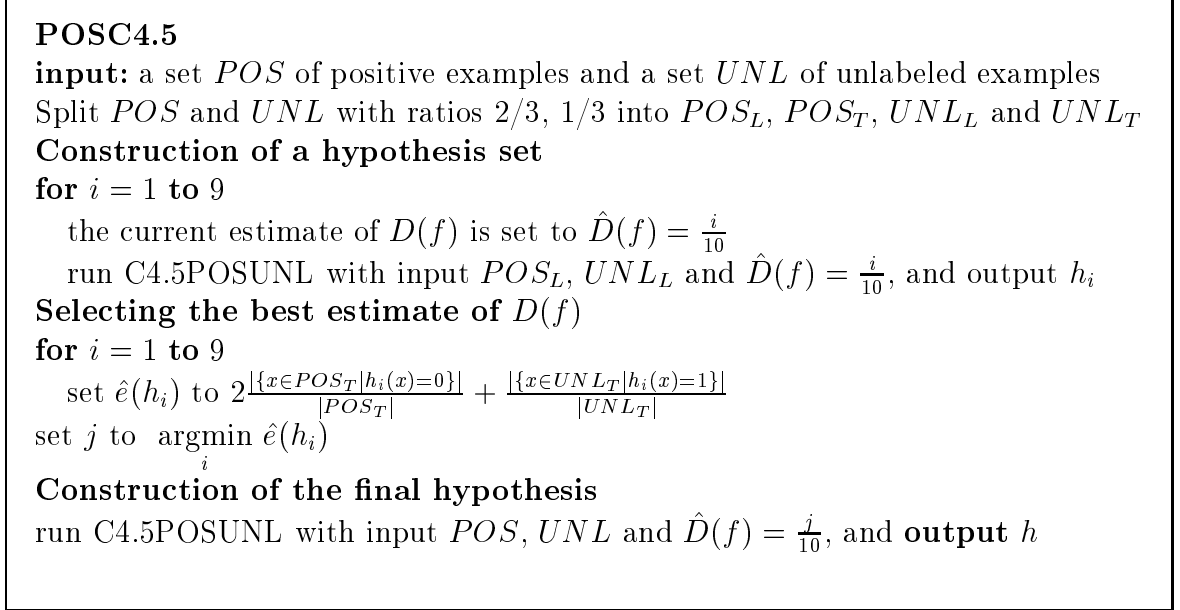 POSC4.5
input: a set POS of positive examples and a set UNL of unlabeled examples
Split POS and UNL with ratios 2/3, 1/3 into POS_L, POS_T, UNL_L and UNL_T
Construction of a hypothesis set
for i = 1 to 9
the current estimate of D(f) is set to D̂(f) = i/10
run C4.5POSUNL with input POS_L, UNL_L and D̂(f) = i/10, and output h_i
Selecting the best estimate of D(f)
for i = 1 to 9
set ê(h_i) to 2 |{x∈POS_T|h_i(x)=0}|/|POS_T| + |{x∈UNL_T|h_i(x)=1}|/|UNL_T|
set j to argmin_i ê(h_i)
Construction of the final hypothesis
run C4.5POSUNL with input POS, UNL and D̂(f) = j/10, and output h